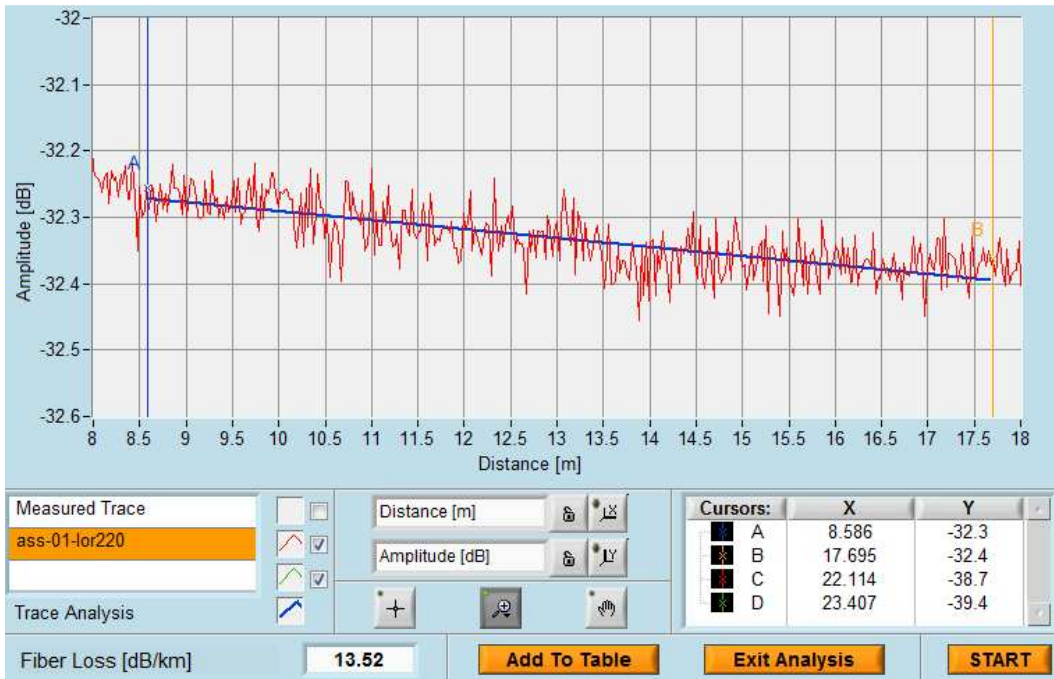 -32
-32.1
-32.2
-32.3
-32.4
-32.5
-32.6
Amplitude [dB]
A
B
8 8.5 9 9.5 10 10.5 11 11.5 12 12.5 13 13.5 14 14.5 15 15.5 16 16.5 17 17.5 18
Distance [m]
Measured Trace
ass-01-lor220
Trace Analysis
Distance [m]
Amplitude [dB]
Cursors: X Y
A 8.586 -32.3
B 17.695 -32.4
C 22.114 -38.7
D 23.407 -39.4
Fiber Loss [dB/km] 13.52 Add To Table Exit Analysis START